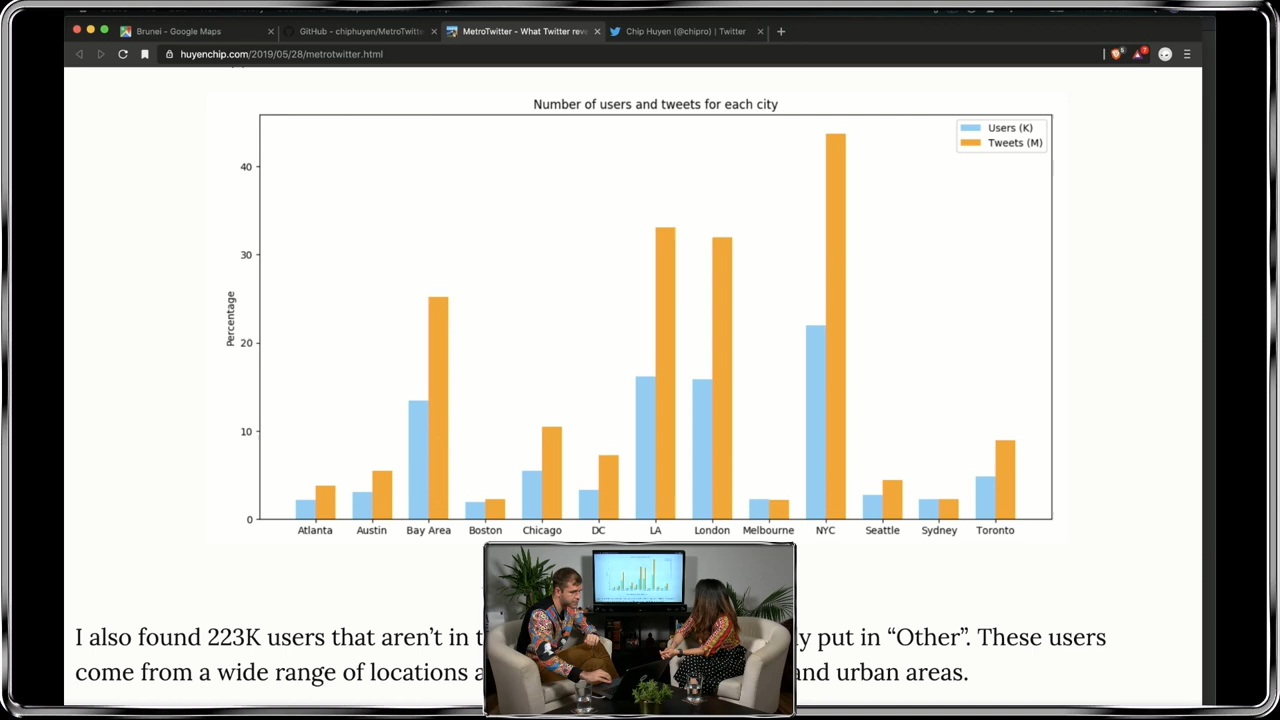 Brunei - Google Maps
GitHub - chiphuyen/MetroTwitte
MetroTwitter - What Twitter reve
Chip Huyen (@chipro) | Twitter
huyenchip.com/2019/05/28/metrotwitter.html
Number of users and tweets for each city
Users (K)
Tweets (M)
Percentage
40
30
20
10
0
Atlanta Austin Bay Area Boston Chicago DC LA London Melbourne NYC Seattle Sydney Toronto
I also found 223K users that aren't in t y put in “Other”. These users
come from a wide range of locations a nd urban areas.